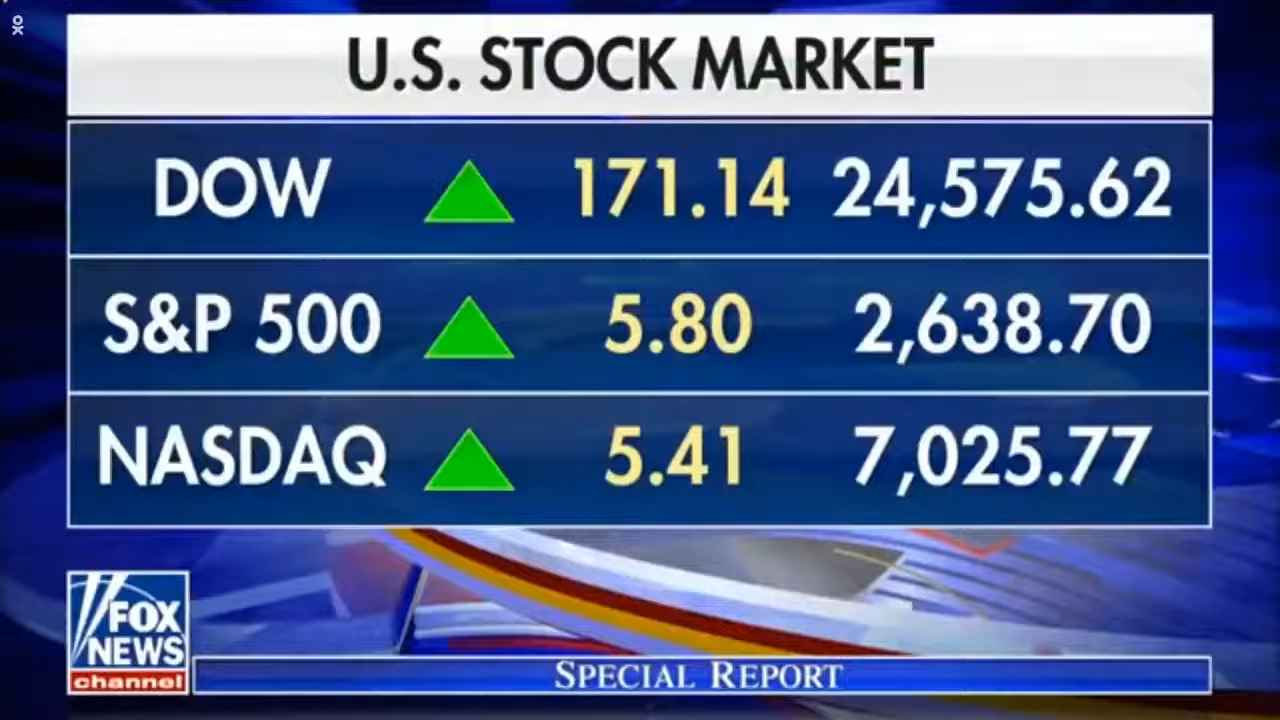 U.S. STOCK MARKET
DOW 171.14 24,575.62
S&P 500 5.80 2,638.70
NASDAQ 5.41 7,025.77
FOX
NEWS
channel
SPECIAL REPORT